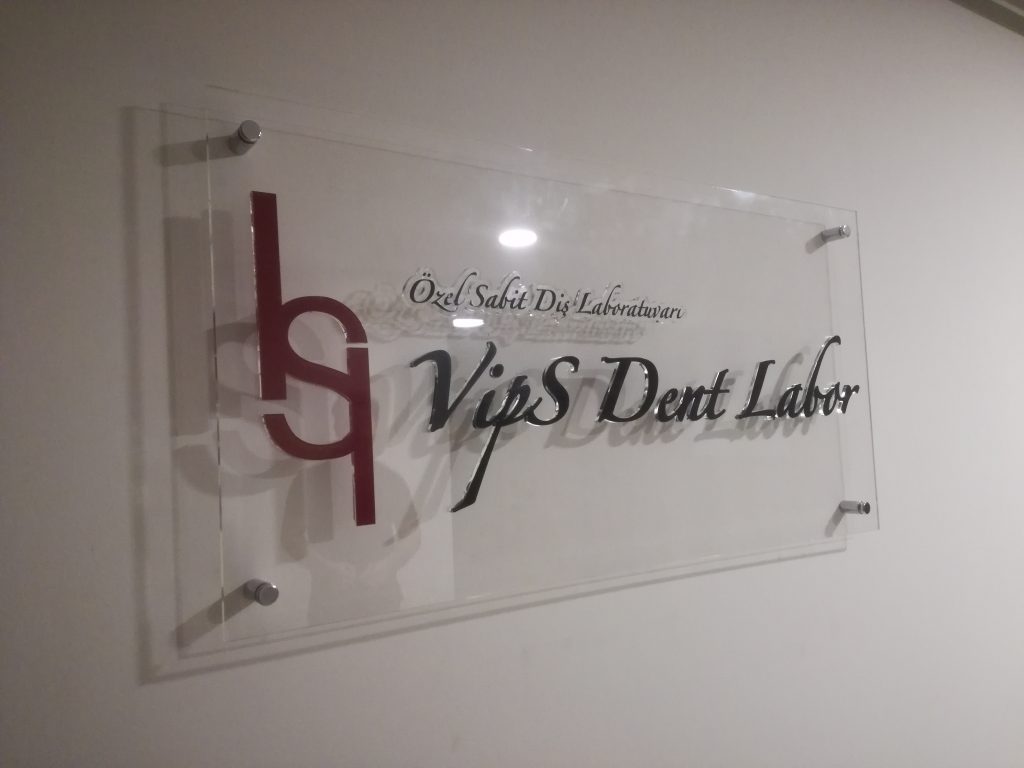 Özel Sabit Diş Laboratuvarı
VipS Dent Labor